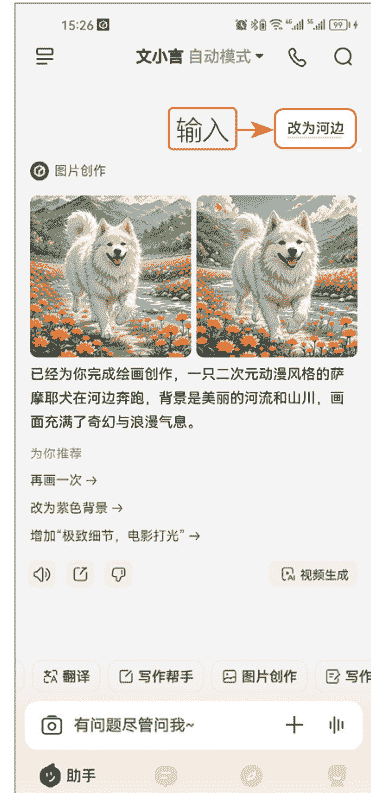 15:26
99
文小言 自动模式
输入
改为河边
图片创作
已经为你完成绘画创作，一只二次元动漫风格的萨
摩耶犬在河边奔跑，背景是美丽的河流和山川，画
面充满了奇幻与浪漫气息。
为你推荐
再画一次 →
改为紫色背景 →
增加“极致细节，电影打光” →
视频生成
翻译 写作帮手 图片创作 写作
有问题尽管问我~
助手